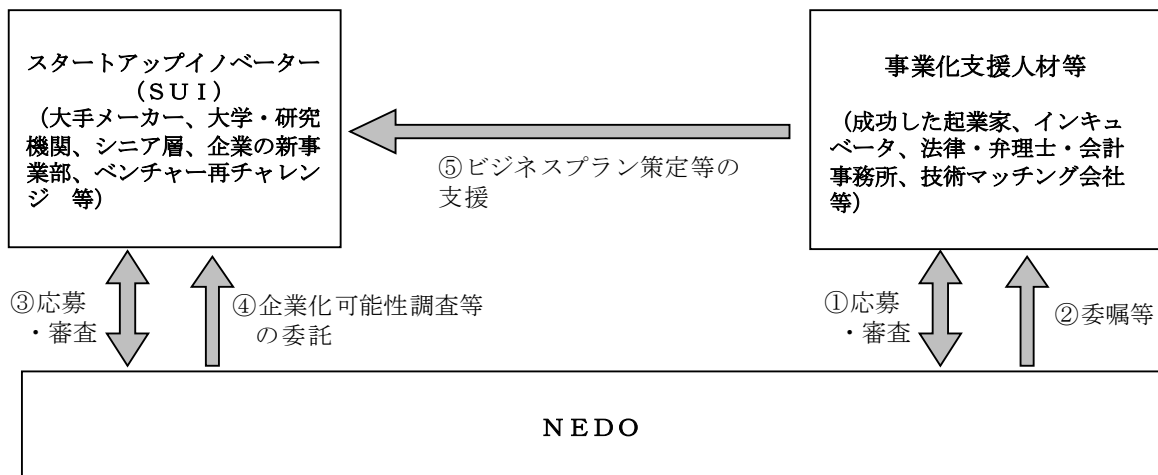 スタートアップイノベーター
（ＳＵＩ）
（大手メーカー、大学・研究
機関、シニア層、企業の新事
業部、ベンチャー再チャレン
ジ　等）
事業化支援人材等
（成功した起業家、インキュ
ベータ、法律・弁理士・会計
事務所、技術マッチング会社
等）
⑤ビジネスプラン策定等の
支援
③応募
・審査
④企業化可能性調査等
の委託
①応募
・審査
②委嘱等
ＮＥＤＯ